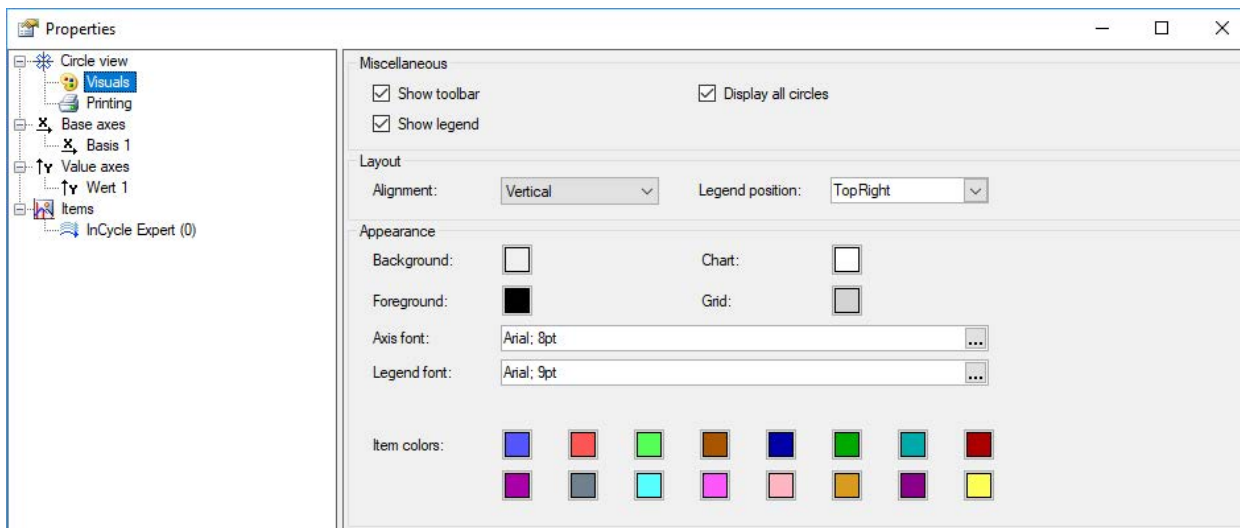 Properties
Circle view
Visuals
Printing
Base axes
Basis 1
Value axes
Wert 1
Items
InCycle Expert (0)
Miscellaneous
Show toolbar Display all circles
Show legend
Layout
Alignment: Vertical Legend position: TopRight
Appearance
Background: Chart:
Foreground: Grid:
Axis font: Arial; 8pt ...
Legend font: Arial; 9pt ...
Item colors: